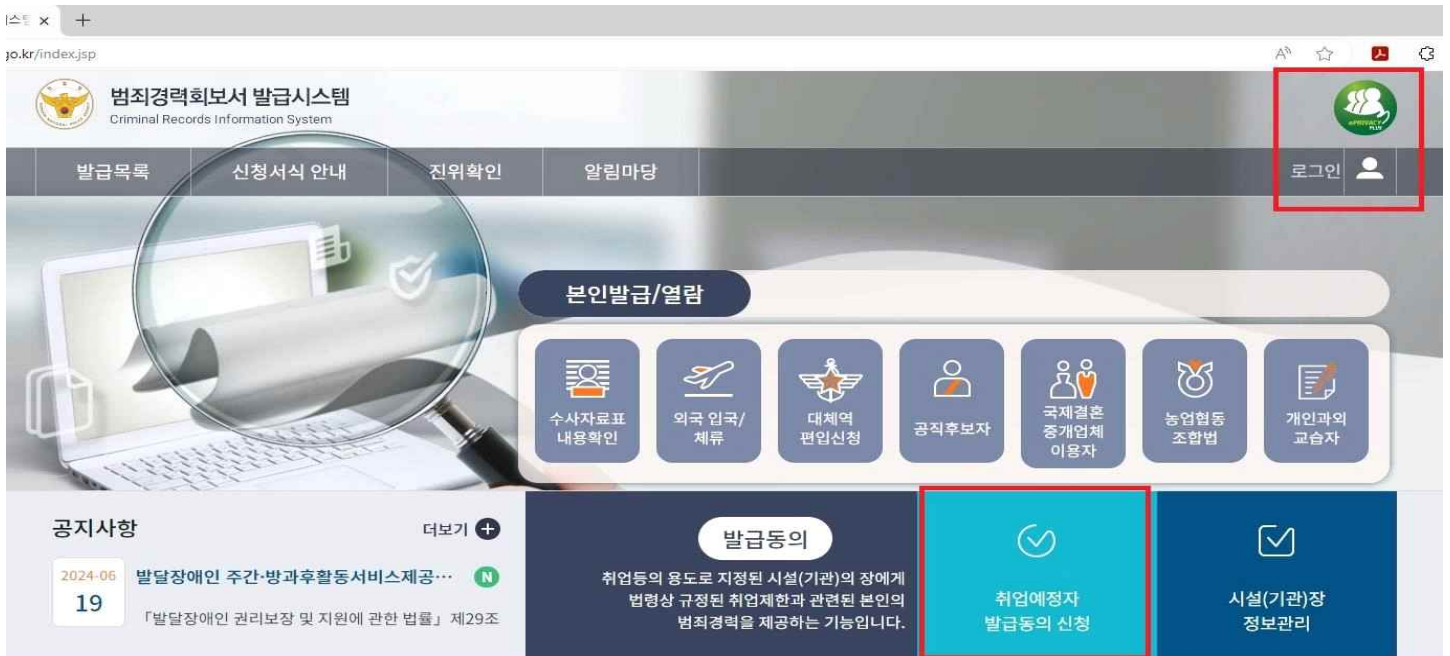 go.kr/index.jsp
범죄경력회보서 발급시스템
Criminal Records Information System
ePRIVACY PLUS
발급목록 신청서식 안내 진위확인 알림마당 로그인
본인발급/열람
수사자료표
내용확인
외국 입국/
체류
대체역
편입신청
공직후보자
국제결혼
중개업체
이용자
농업협동
조합법
개인과외
교습자
공지사항 더보기
2024-06
19
발달장애인 주간·방과후활동서비스제공… N
「발달장애인 권리보장 및 지원에 관한 법률」 제29조
발급동의
취업등의 용도로 지정된 시설(기관)의 장에게
법령상 규정된 취업제한과 관련된 본인의
범죄경력을 제공하는 기능입니다.
취업예정자
발급동의 신청
시설(기관)장
정보관리